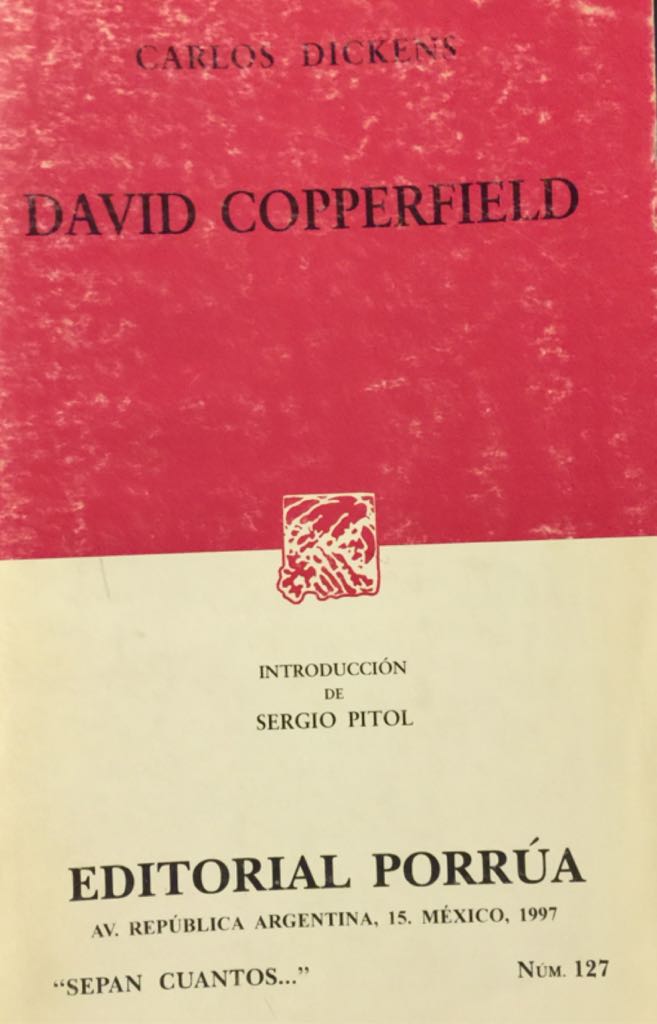 CARLOS DICKENS
DAVID COPPERFIELD
INTRODUCCIÓN
DE
SERGIO PITOL
EDITORIAL PORRÚA
AV. REPÚBLICA ARGENTINA, 15. MÉXICO, 1997
“SEPAN CUANTOS...” NÚM. 127